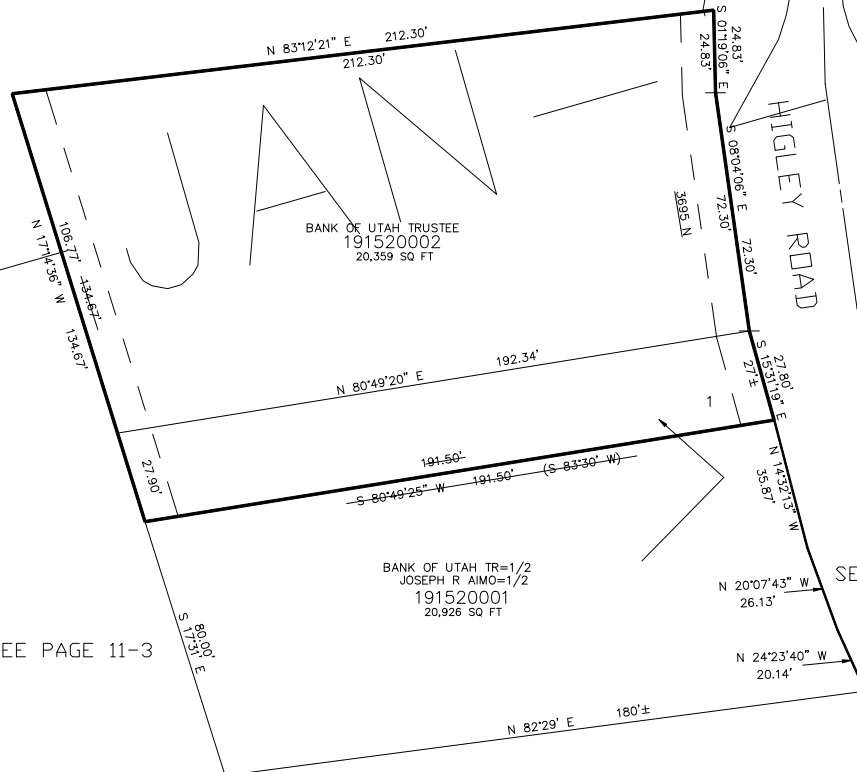 N 83°12'21" E 212.30'
212.30'
S 01°19'06" E
24.83'
24.83'
S 08°04'06" E
72.30'
72.30'
HIGLEY ROAD
3695 N
JAN
BANK OF UTAH TRUSTEE
191520002
20,359 SQ FT
N 17°14'36" W
106.77'
134.67'
134.67'
N 80°49'20" E 192.34'
S 15°31'19" E
27.80'
27'±
1
27.90'
191.50'
S 80°49'25" W 191.50' (S 83°30' W)
N 14°32'13" W
35.87'
BANK OF UTAH TR=1/2
JOSEPH R AIMO=1/2
191520001
20,926 SQ FT
N 20°07'43" W
26.13'
SE
S 17°31' E
80.00'
EE PAGE 11-3
N 24°23'40" W
20.14'
N 82°29' E 180'±